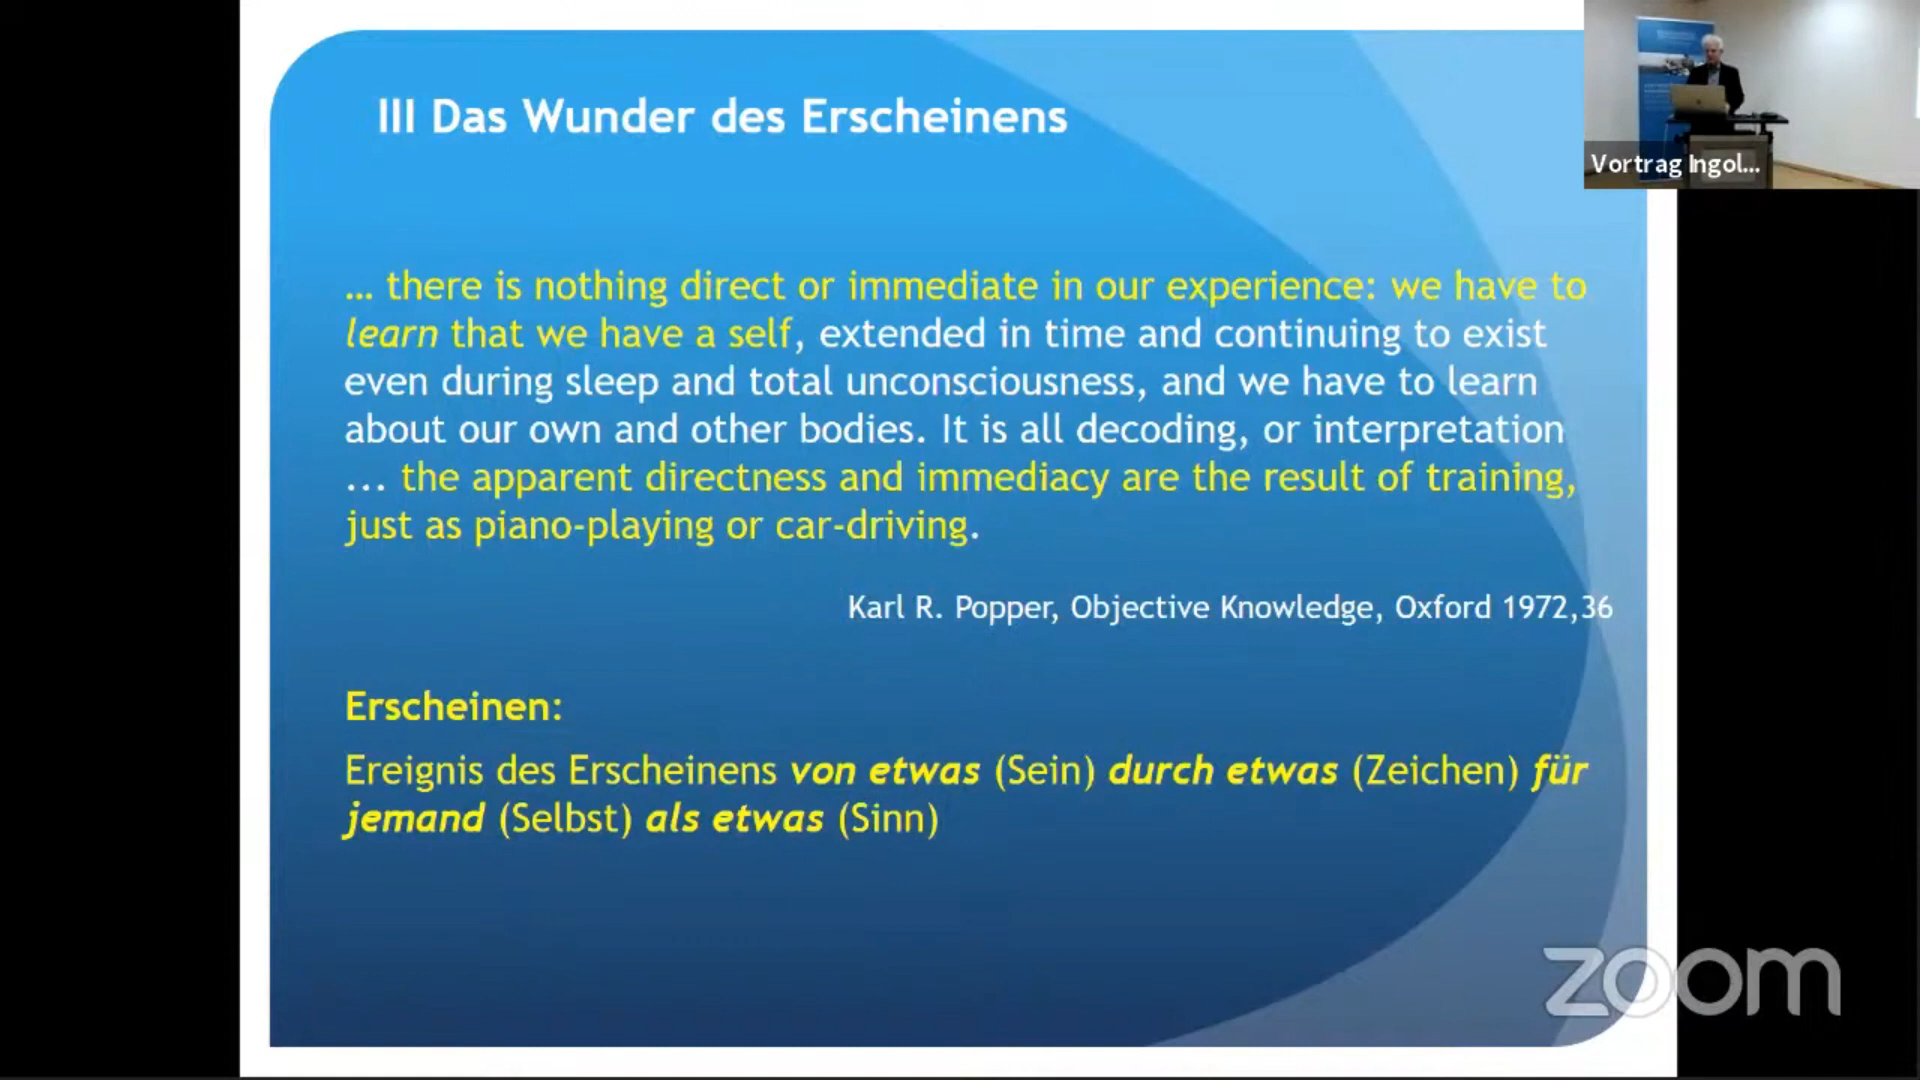 III Das Wunder des Erscheinens
Vortrag Ingol...
... there is nothing direct or immediate in our experience: we have to
learn that we have a self, extended in time and continuing to exist
even during sleep and total unconsciousness, and we have to learn
about our own and other bodies. It is all decoding, or interpretation
... the apparent directness and immediacy are the result of training,
just as piano-playing or car-driving.
Karl R. Popper, Objective Knowledge, Oxford 1972,36
Erscheinen:
Ereignis des Erscheinens von etwas (Sein) durch etwas (Zeichen) für
jemand (Selbst) als etwas (Sinn)
zoom